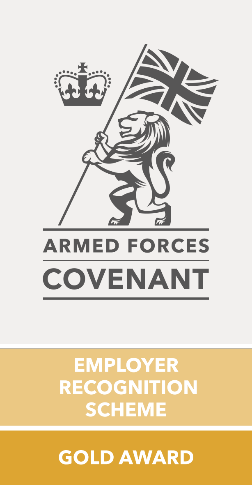 ARMED FORCES
COVENANT
EMPLOYER
RECOGNITION
SCHEME
GOLD AWARD